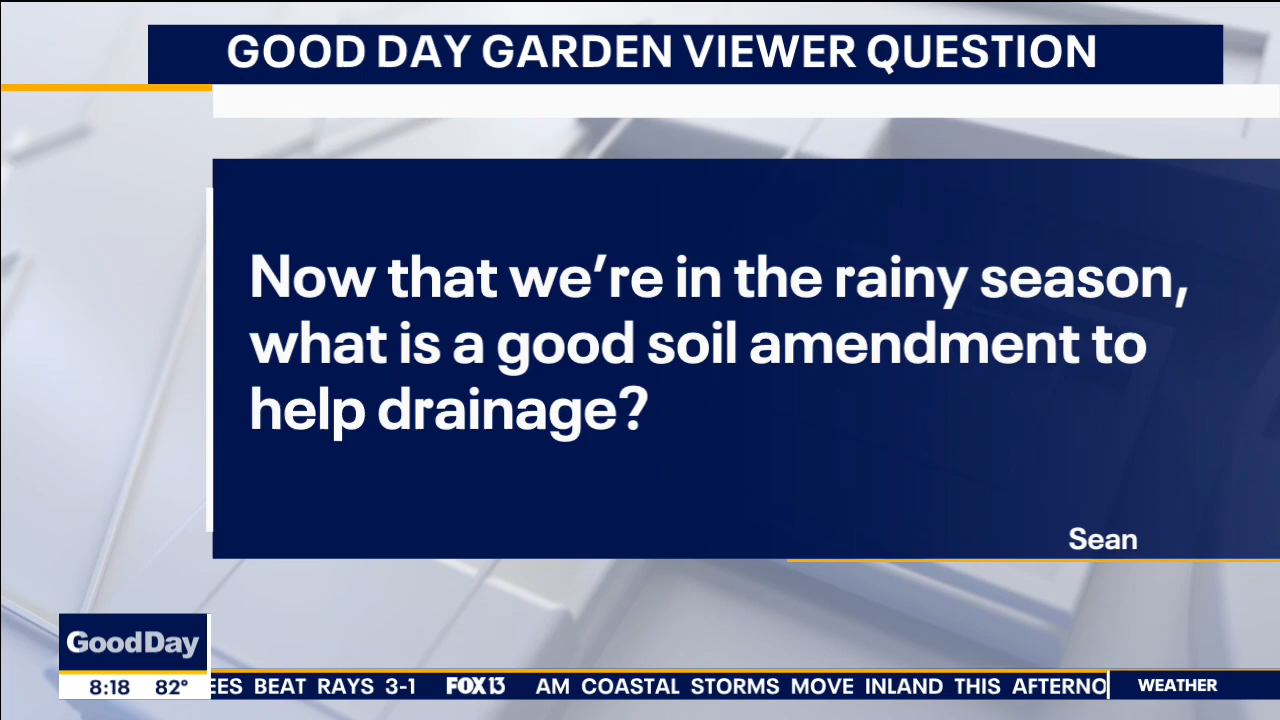 GOOD DAY GARDEN VIEWER QUESTION
Now that we’re in the rainy season,
what is a good soil amendment to
help drainage?
Sean
GoodDay
8:18 82° EES BEAT RAYS 3-1 FOX13 AM COASTAL STORMS MOVE INLAND THIS AFTERNO WEATHER